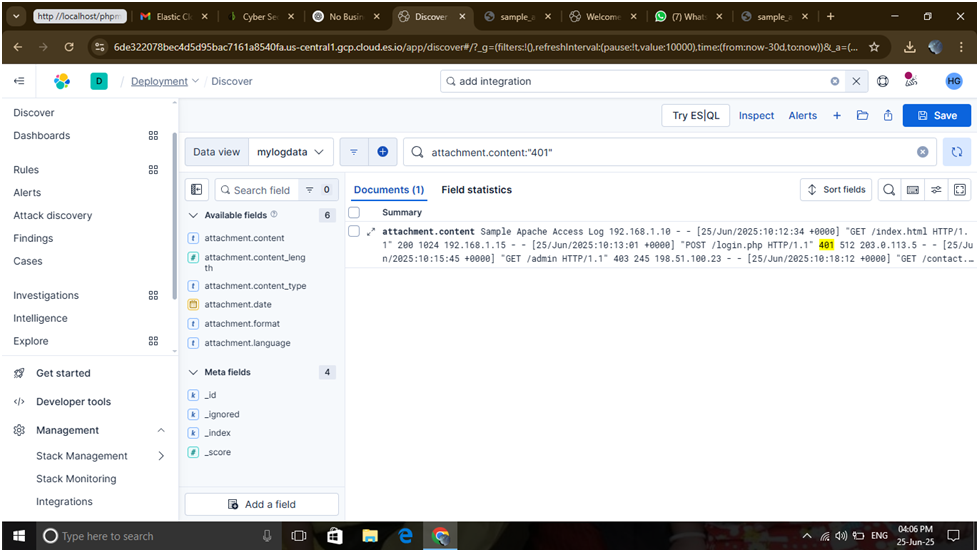 http://localhost/phpm
Elastic Cl
Cyber Se
No Busin
Discover
sample_a
Welcome
(7) What
sample_a
6de322078bec4d5d95bac7161a8540fa.us-central1.gcp.cloud.es.io/app/discover#/?_g=(filters:!(),refreshInterval:(pause:!t,value:10000),time:(from:now-30d,to:now))&_a=(...
D / Deployment / Discover
add integration
HG
Discover
Dashboards
Rules
Alerts
Attack discovery
Findings
Cases
Investigations
Intelligence
Explore
Get started
Developer tools
Management
Stack Management
Stack Monitoring
Integrations
Try ES|QL Inspect Alerts Save
Data view mylogdata
attachment.content:"401"
Search field 0
Available fields 6
attachment.content
attachment.content_leng
th
attachment.content_type
attachment.date
attachment.format
attachment.language
Meta fields 4
_id
_ignored
_index
_score
Add a field
Documents (1) Field statistics Sort fields
Summary
attachment.content Sample Apache Access Log 192.168.1.10 - - [25/Jun/2025:10:12:34 +0000] "GET /index.html HTTP/1.
1" 200 1024 192.168.1.15 - - [25/Jun/2025:10:13:01 +0000] "POST /login.php HTTP/1.1" 401 512 203.0.113.5 - - [25/Ju
n/2025:10:15:45 +0000] "GET /admin HTTP/1.1" 403 245 198.51.100.23 - - [25/Jun/2025:10:18:12 +0000] "GET /contact.…
Type here to search
ENG
04:06 PM
25-Jun-25